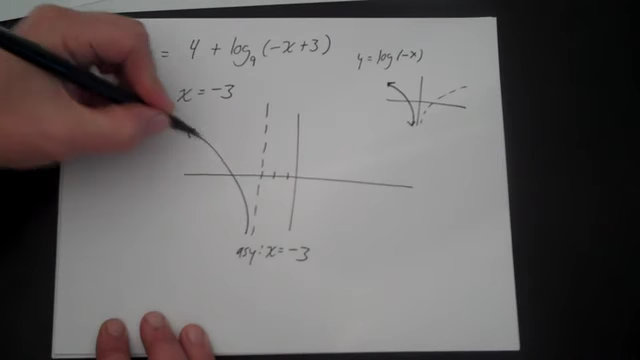 = 4 + log₉(-x+3)
y = log(-x)
x = -3
asy: x = -3